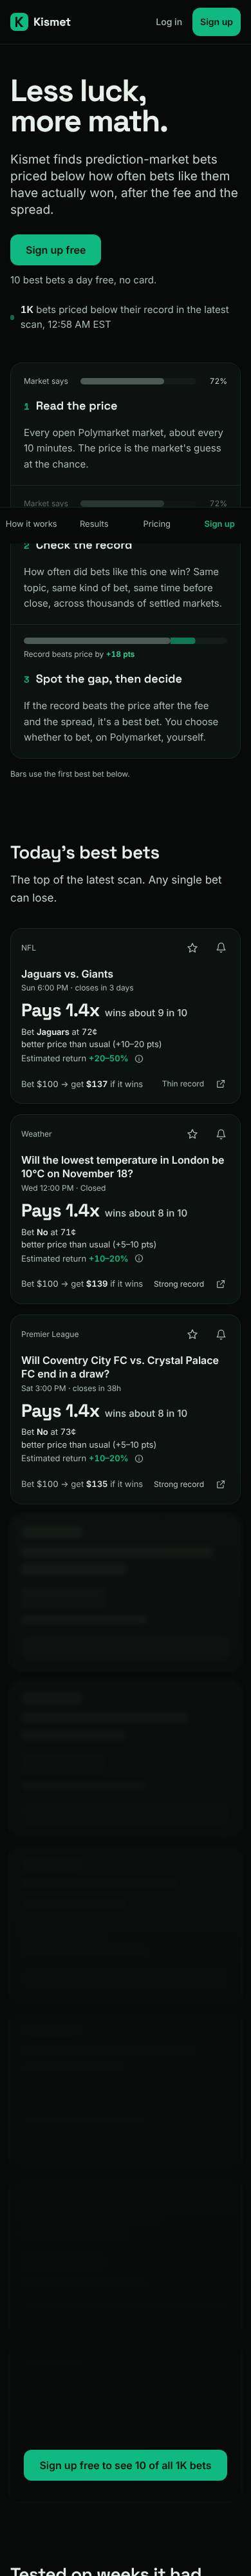 Kismet
Log in
Sign up
Less luck,
more math.
Kismet finds prediction-market bets
priced below how often bets like them
have actually won, after the fee and the
spread.
Sign up free
10 best bets a day free, no card.
1K bets priced below their record in the latest
scan, 12:58 AM EST
Market says
72%
1 Read the price
Every open Polymarket market, about every
10 minutes. The price is the market's guess
at the chance.
Market says
72%
How it works
Results
Pricing
Sign up
2 Check the record
How often did bets like this one win? Same
topic, same kind of bet, same time before
close, across thousands of settled markets.
Record beats price by +18 pts
3 Spot the gap, then decide
If the record beats the price after the fee
and the spread, it's a best bet. You choose
whether to bet, on Polymarket, yourself.
Bars use the first best bet below.
Today's best bets
The top of the latest scan. Any single bet
can lose.
NFL
Jaguars vs. Giants
Sun 6:00 PM · closes in 3 days
Pays 1.4x wins about 9 in 10
Bet Jaguars at 72¢
better price than usual (+10–20 pts)
Estimated return +20–50%
Bet $100 → get $137 if it wins
Thin record
Weather
Will the lowest temperature in London be
10°C on November 18?
Wed 12:00 PM · Closed
Pays 1.4x wins about 8 in 10
Bet No at 71¢
better price than usual (+5–10 pts)
Estimated return +10–20%
Bet $100 → get $139 if it wins
Strong record
Premier League
Will Coventry City FC vs. Crystal Palace
FC end in a draw?
Sat 3:00 PM · closes in 38h
Pays 1.4x wins about 8 in 10
Bet No at 73¢
better price than usual (+5–10 pts)
Estimated return +10–20%
Bet $100 → get $135 if it wins
Strong record
Sign up free to see 10 of all 1K bets
Tested on weeks it had